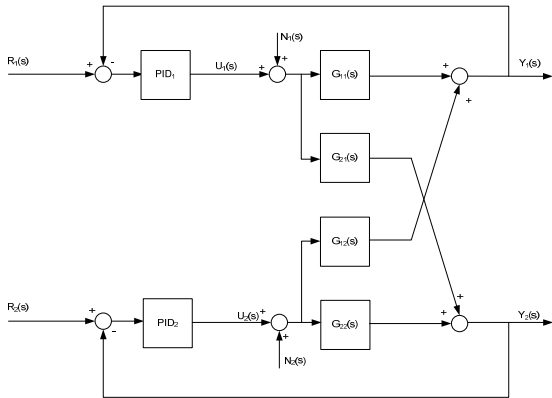 N₁(s)
R₁(s)
+
-
PID₁
U₁(s)
+
+
G₁₁(s)
+
Y₁(s)
+
G₂₁(s)
G₁₂(s)
R₂(s)
+
-
PID₂
U₂(s)
+
+
N₂(s)
G₂₂(s)
+
+
Y₂(s)